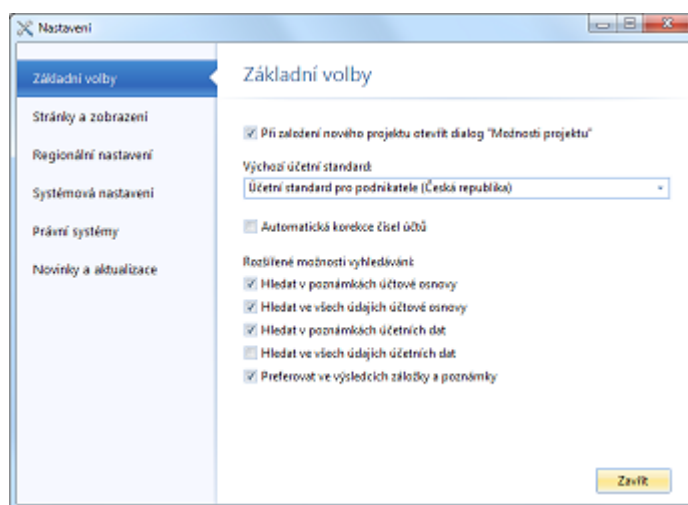 Nastavení
Základní volby
Stránky a zobrazení
Regionální nastavení
Systémová nastavení
Právní systémy
Novinky a aktualizace
Základní volby
Při založení nového projektu otevřít dialog "Možnosti projektu"
Výchozí účetní standard:
Účetní standard pro podnikatele (Česká republika)
Automatická korekce čísel účtů
Rozšířené možnosti vyhledávání:
Hledat v poznámkách účtové osnovy
Hledat ve všech údajích účtové osnovy
Hledat v poznámkách účetních dat
Hledat ve všech údajích účetních dat
Preferovat ve výsledcích záložky a poznámky
Zavřít